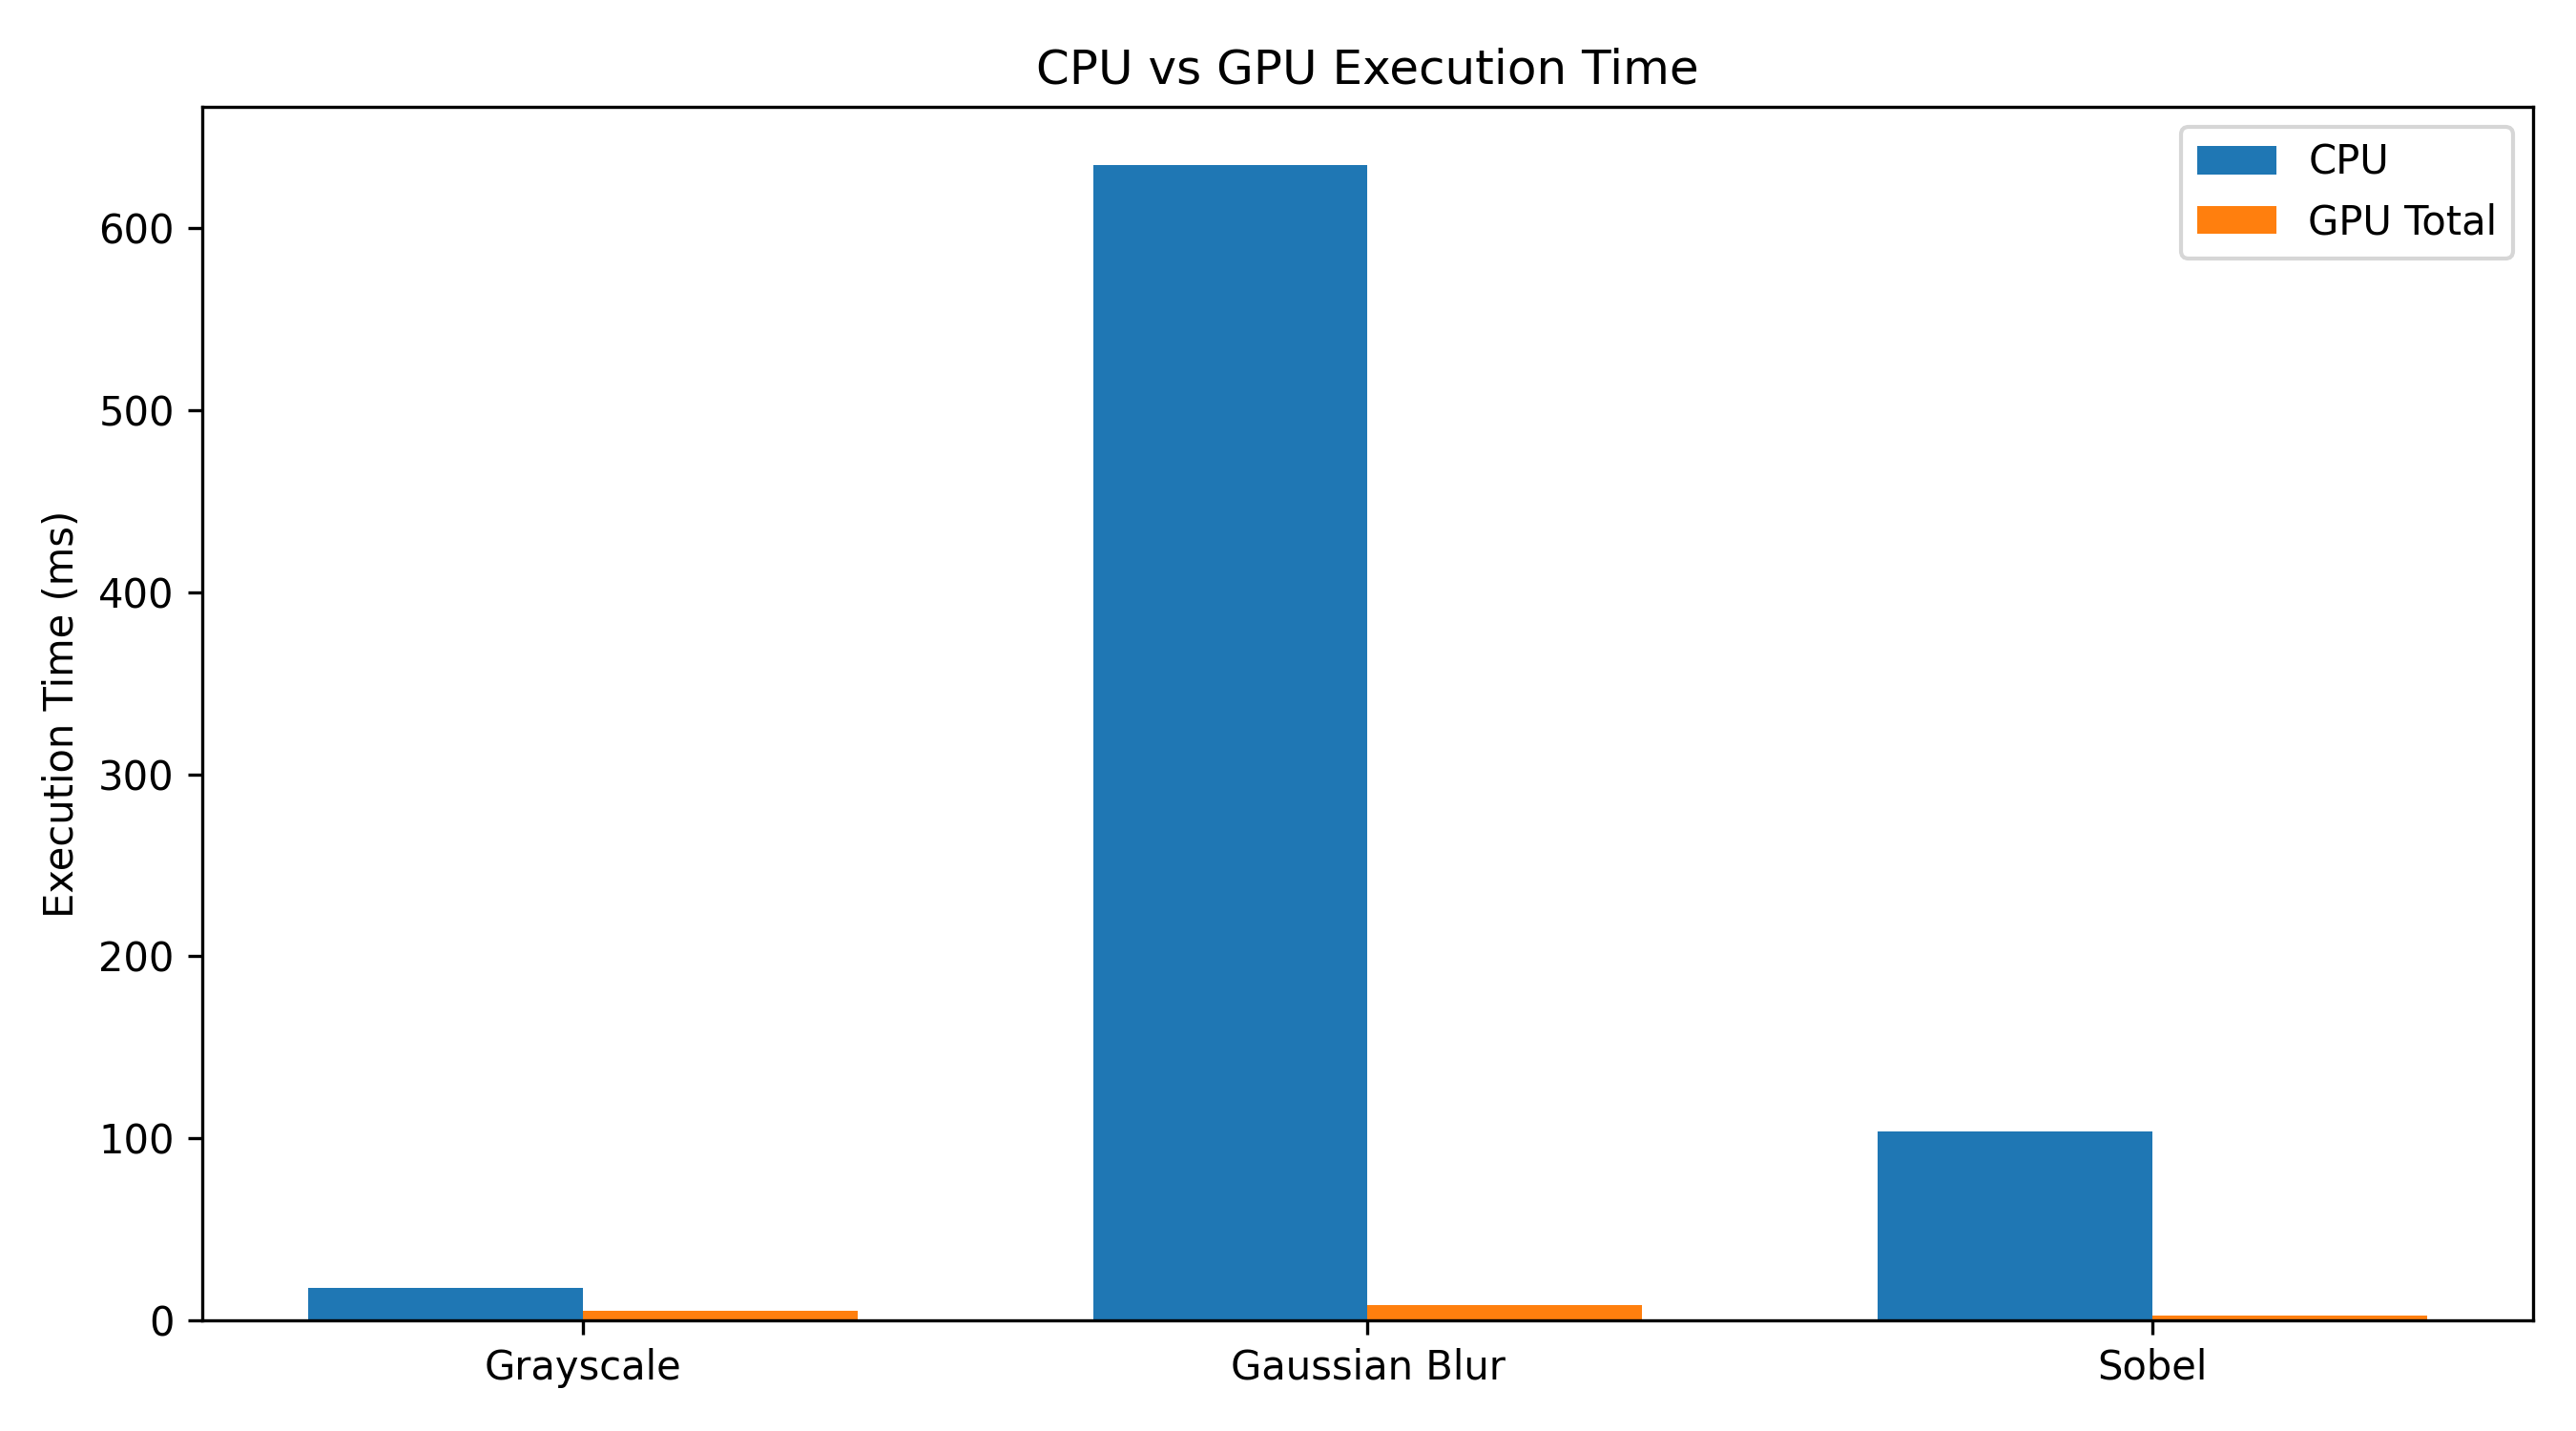 CPU vs GPU Execution Time
CPU
GPU Total
Execution Time (ms)
600
500
400
300
200
100
0
Grayscale
Gaussian Blur
Sobel